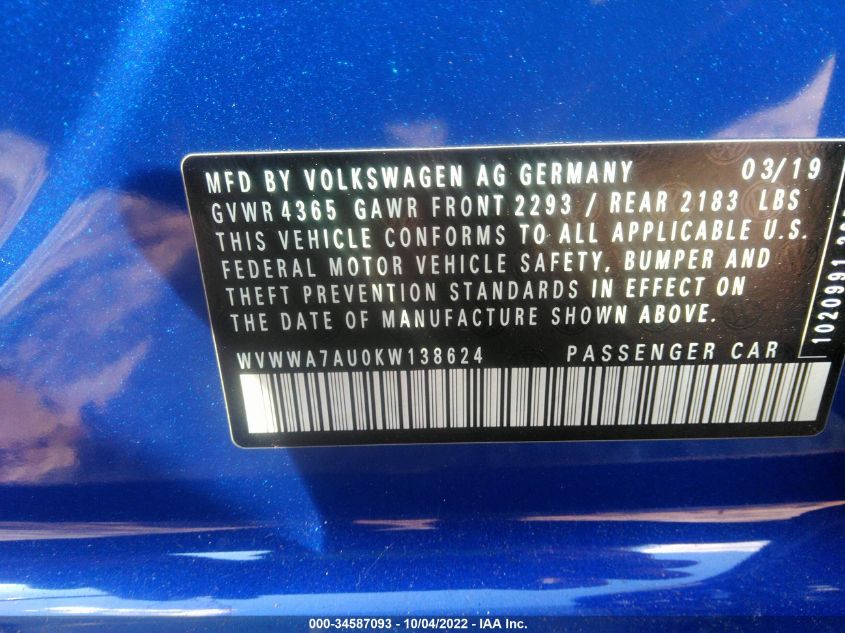 MFD BY VOLKSWAGEN AG GERMANY 03/19
GVWR 4365 GAWR FRONT 2293 / REAR 2183 LBS
THIS VEHICLE CONFORMS TO ALL APPLICABLE U.S.
FEDERAL MOTOR VEHICLE SAFETY, BUMPER AND
THEFT PREVENTION STANDARDS IN EFFECT ON
THE DATE OF MANUFACTURE SHOWN ABOVE.
WVWWA7AU0KW138624 PASSENGER CAR
1020991
000-34587093 - 10/04/2022 - IAA Inc.